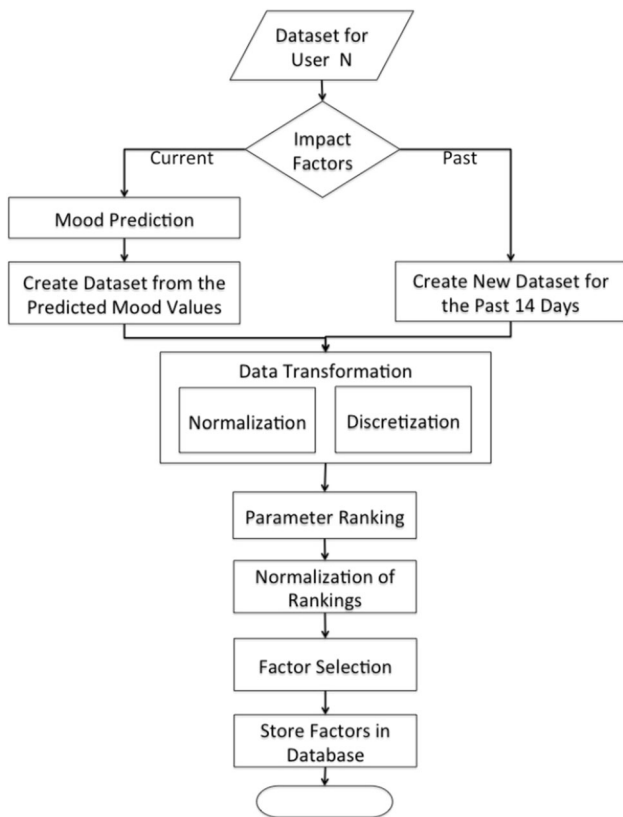 Dataset for
User N
Impact
Factors
Current
Past
Mood Prediction
Create Dataset from the
Predicted Mood Values
Create New Dataset for
the Past 14 Days
Data Transformation
Normalization
Discretization
Parameter Ranking
Normalization of
Rankings
Factor Selection
Store Factors in
Database